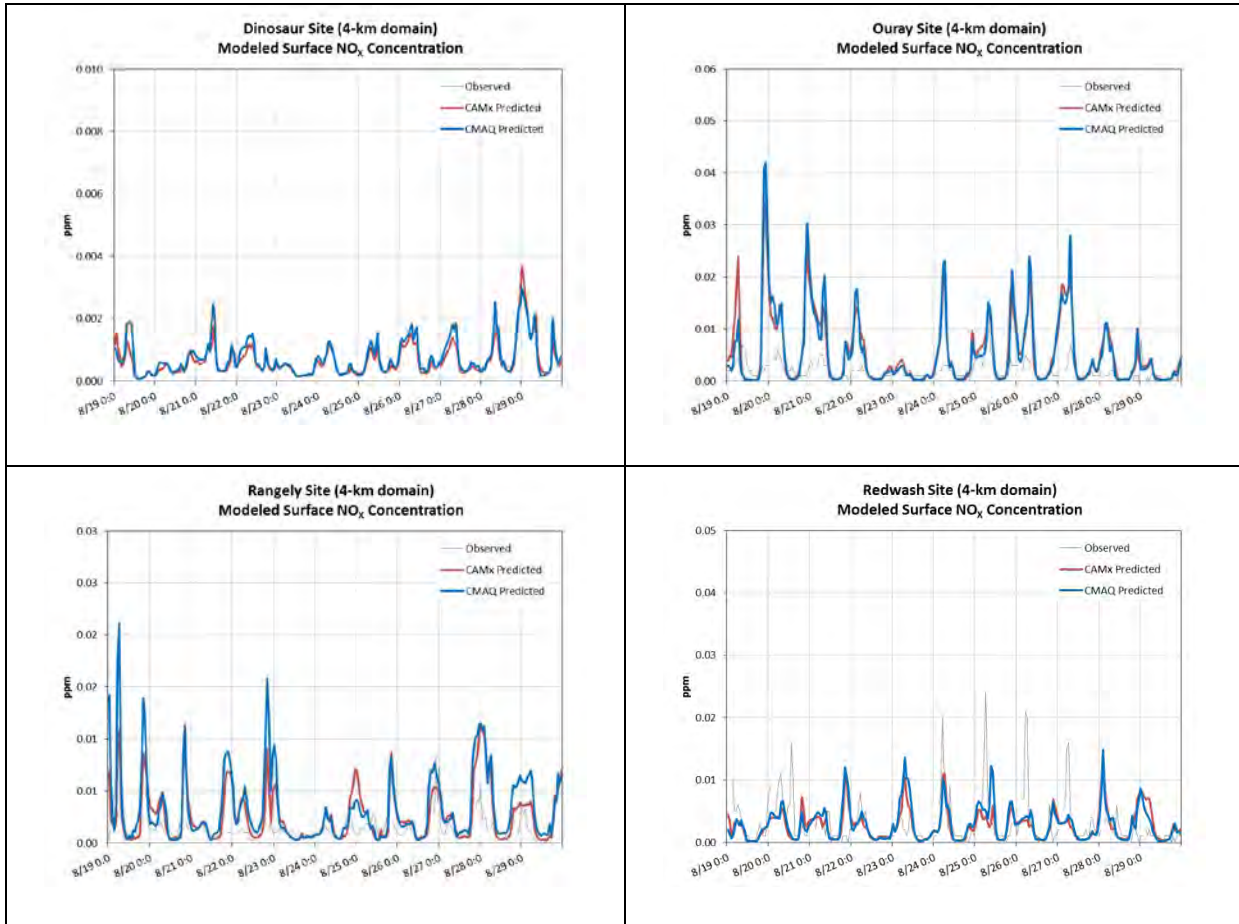 Dinosaur Site (4-km domain)
Modeled Surface NOX Concentration
0.010
0.008
0.006
0.004
0.002
0.000
ppm
Observed
CAMx Predicted
CMAQ Predicted
8/19 0:0
8/20 0:0
8/21 0:0
8/22 0:0
8/23 0:0
8/24 0:0
8/25 0:0
8/26 0:0
8/27 0:0
8/28 0:0
8/29 0:0
Ouray Site (4-km domain)
Modeled Surface NOX Concentration
0.06
0.05
0.04
0.03
0.02
0.01
0.00
ppm
Observed
CAMx Predicted
CMAQ Predicted
8/19 0:0
8/20 0:0
8/21 0:0
8/22 0:0
8/23 0:0
8/24 0:0
8/25 0:0
8/26 0:0
8/27 0:0
8/28 0:0
8/29 0:0
Rangely Site (4-km domain)
Modeled Surface NOX Concentration
0.03
0.03
0.02
0.02
0.01
0.01
0.00
ppm
Observed
CAMx Predicted
CMAQ Predicted
8/19 0:0
8/20 0:0
8/21 0:0
8/22 0:0
8/23 0:0
8/24 0:0
8/25 0:0
8/26 0:0
8/27 0:0
8/28 0:0
8/29 0:0
Redwash Site (4-km domain)
Modeled Surface NOX Concentration
0.05
0.04
0.03
0.02
0.01
0.00
ppm
Observed
CAMx Predicted
CMAQ Predicted
8/19 0:0
8/20 0:0
8/21 0:0
8/22 0:0
8/23 0:0
8/24 0:0
8/25 0:0
8/26 0:0
8/27 0:0
8/28 0:0
8/29 0:0